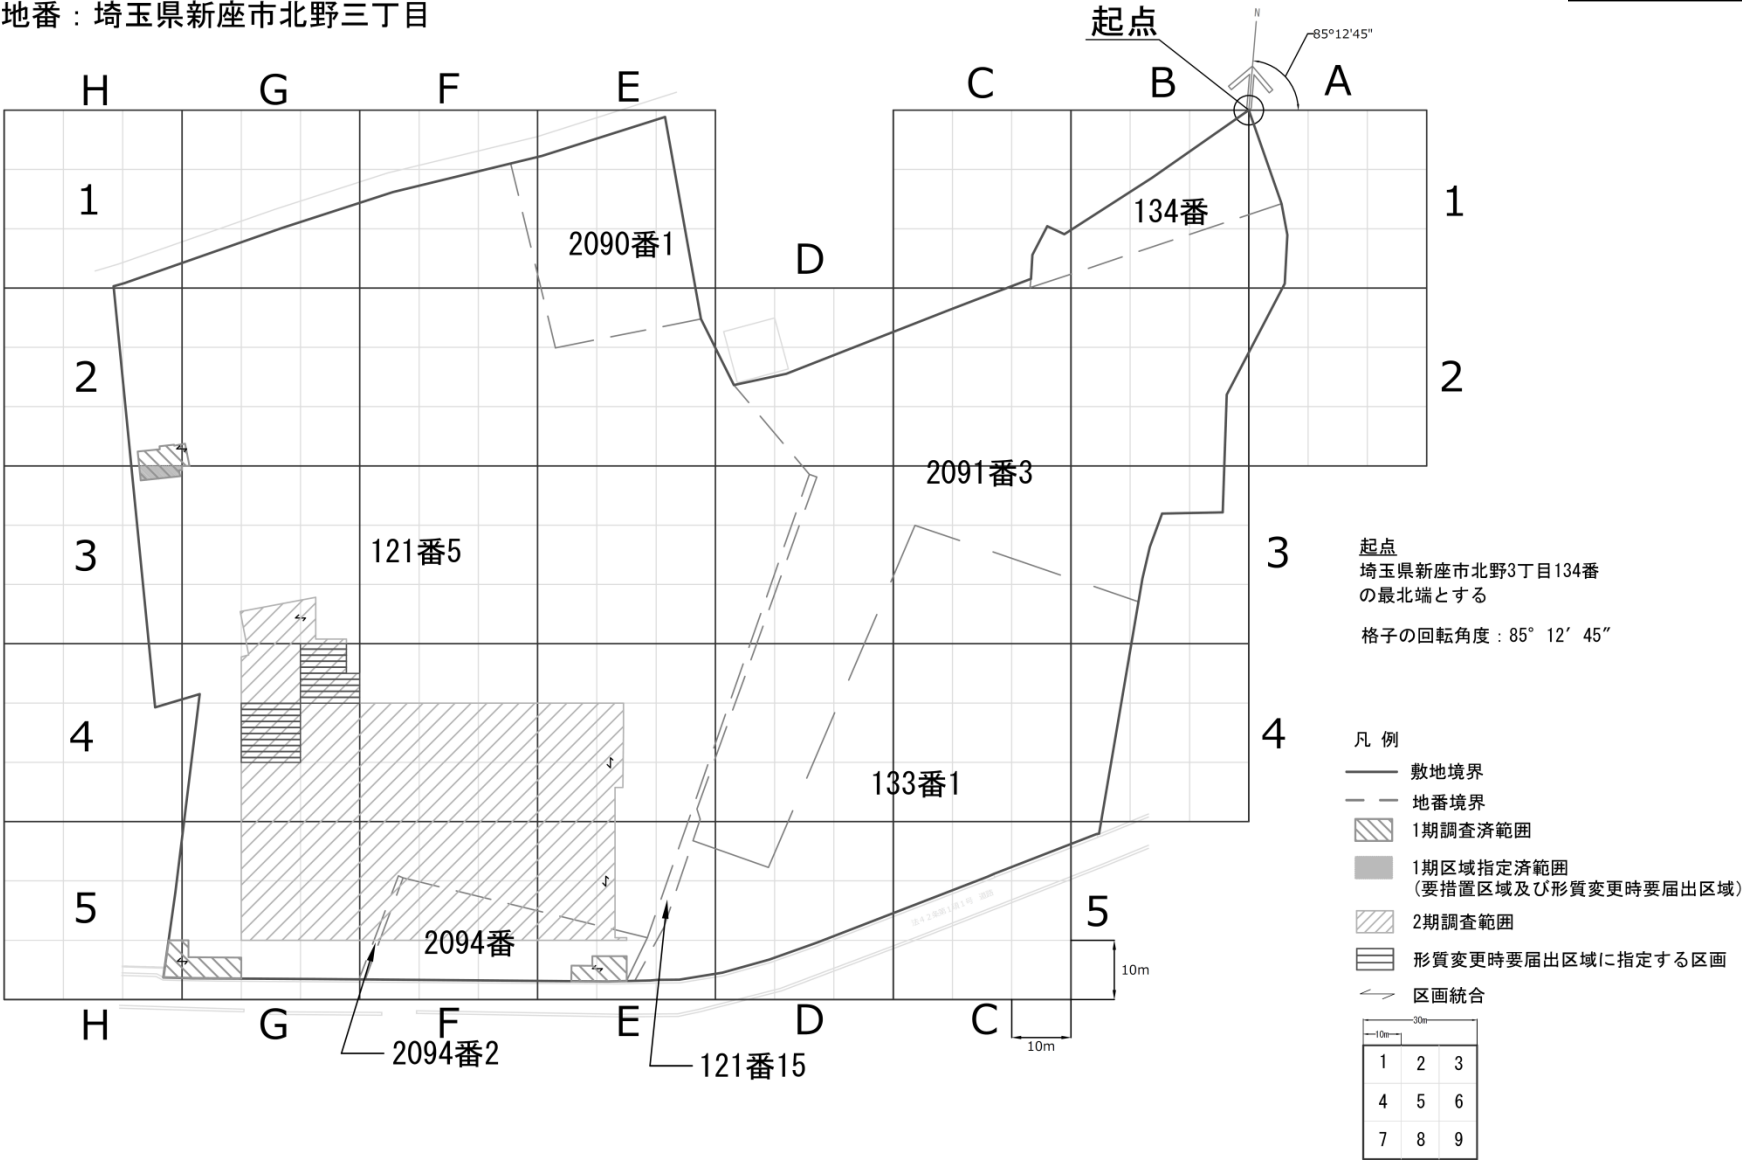 地番：埼玉県新座市北野三丁目
起点
N
85°12'45"
H
G
F
E
C
B
A
1
2090番1
134番
1
D
2
2
2091番3
3
121番5
3
起点
埼玉県新座市北野3丁目134番
の最北端とする
格子の回転角度：85° 12′ 45″
4
133番1
4
凡 例
敷地境界
地番境界
1期調査済範囲
1期区域指定済範囲
(要措置区域及び形質変更時要届出区域)
2期調査範囲
形質変更時要届出区域に指定する区画
区画統合
5
2094番
5
10m
H
G
F
E
D
C
10m
2094番2
121番15
30m
10m
1 2 3
4 5 6
7 8 9